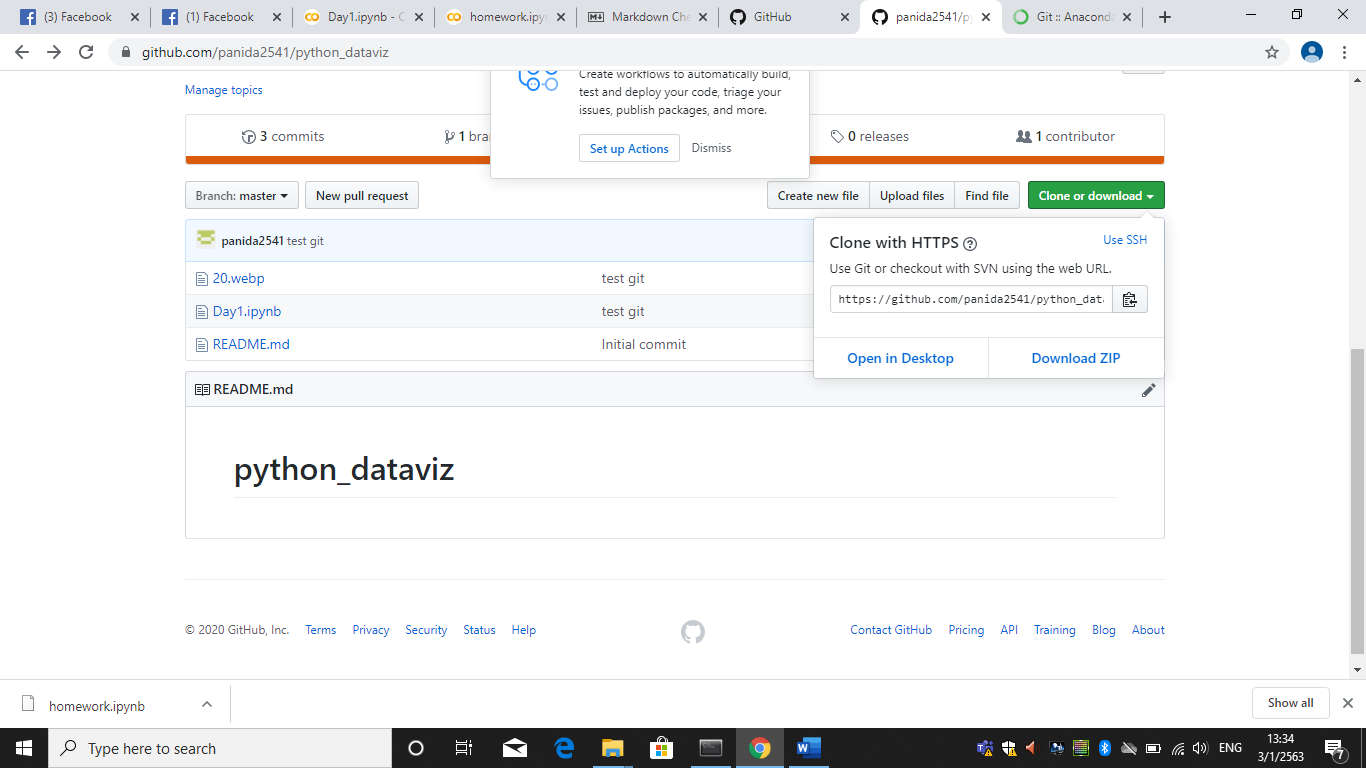 (3) Facebook
(1) Facebook
Day1.ipynb - C
homework.ipy
Markdown Che
GitHub
panida2541/py
Git :: Anaconda
github.com/panida2541/python_dataviz
Create workflows to automatically build,
test and deploy your code, triage your
issues, publish packages, and more.
Set up Actions Dismiss
Manage topics
3 commits
1 bra
0 releases
1 contributor
Branch: master
New pull request
Create new file
Upload files
Find file
Clone or download
panida2541 test git
20.webp test git
Day1.ipynb test git
README.md Initial commit
Clone with HTTPS
Use SSH
Use Git or checkout with SVN using the web URL.
https://github.com/panida2541/python_dat
Open in Desktop
Download ZIP
README.md
python_dataviz
© 2020 GitHub, Inc. Terms Privacy Security Status Help
Contact GitHub Pricing API Training Blog About
homework.ipynb
Show all
Type here to search
ENG
13:34
3/1/2563
7